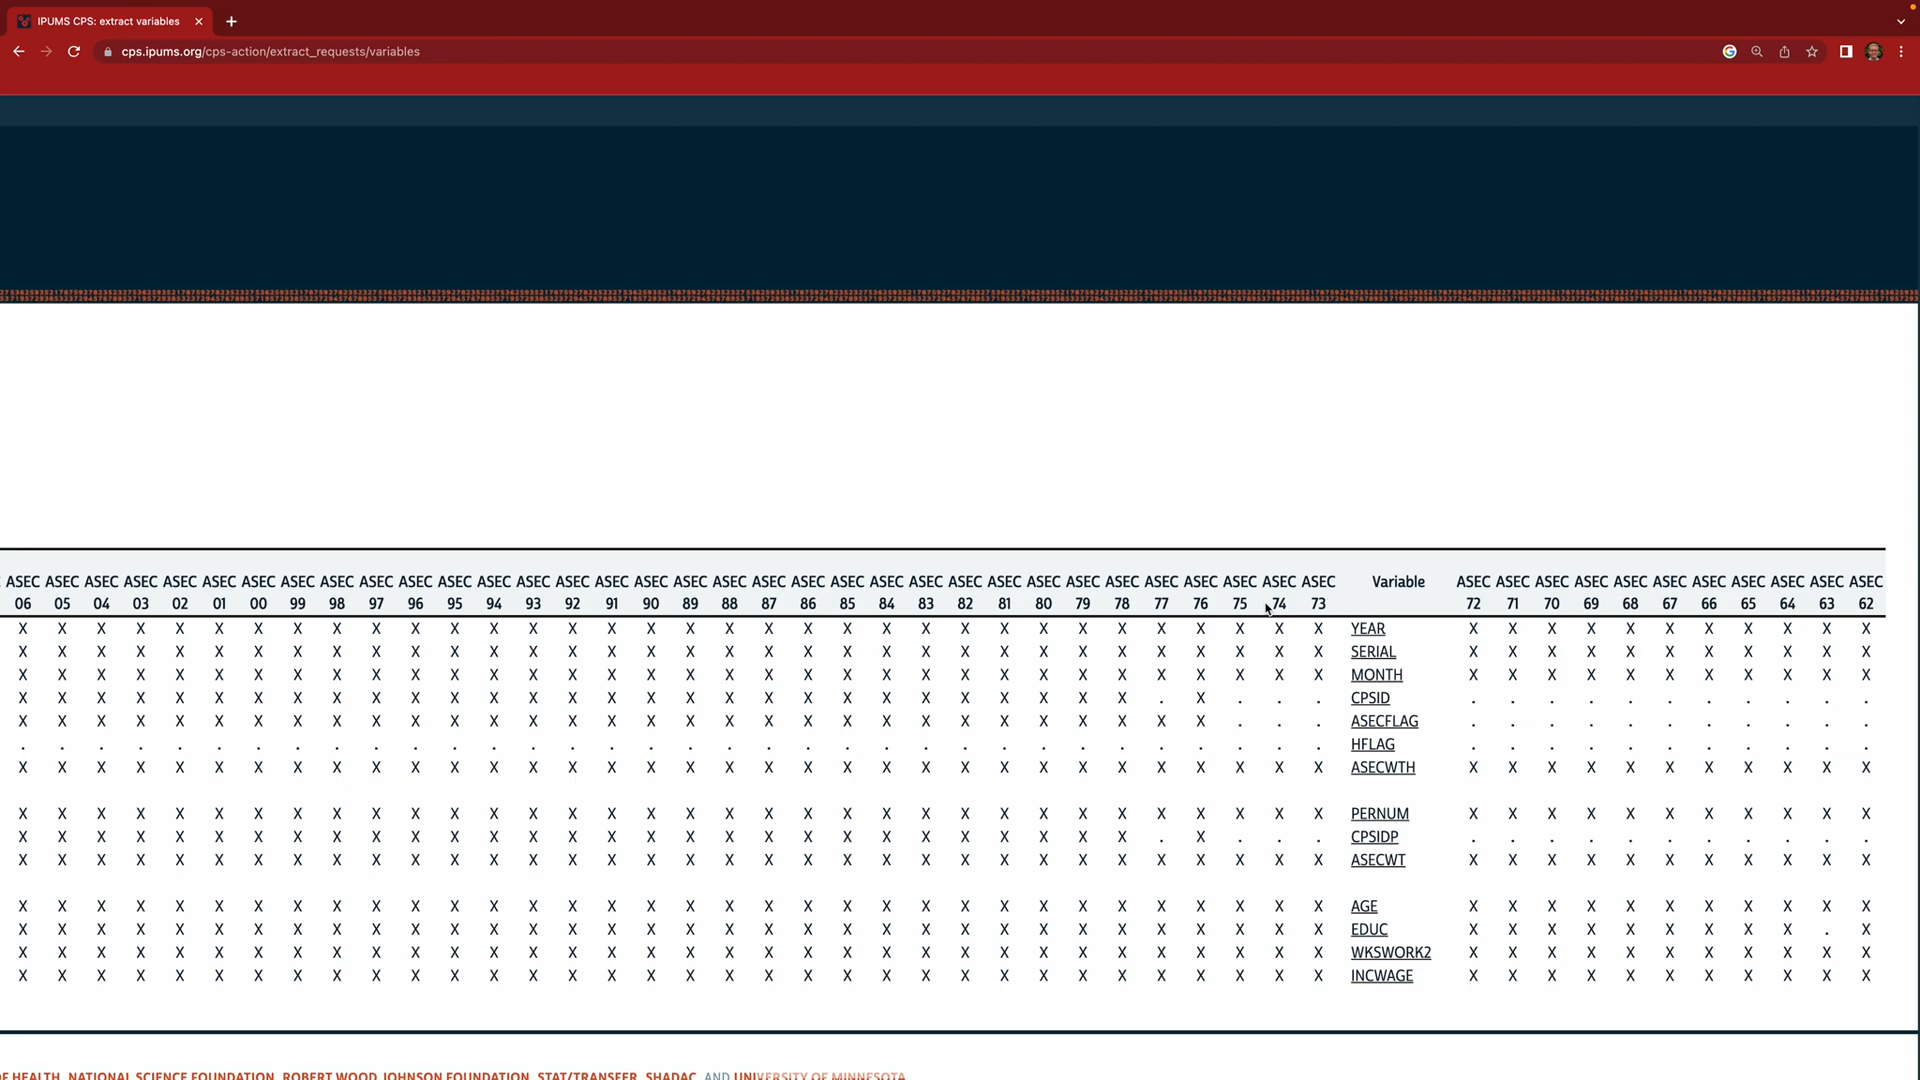 IPUMS CPS: extract variables
cps.ipums.org/cps-action/extract_requests/variables
ASEC ASEC ASEC ASEC ASEC ASEC ASEC ASEC ASEC ASEC ASEC ASEC ASEC ASEC ASEC ASEC ASEC ASEC ASEC ASEC ASEC ASEC ASEC ASEC ASEC ASEC ASEC ASEC ASEC ASEC ASEC ASEC ASEC ASEC Variable ASEC ASEC ASEC ASEC ASEC ASEC ASEC ASEC ASEC ASEC ASEC
06 05 04 03 02 01 00 99 98 97 96 95 94 93 92 91 90 89 88 87 86 85 84 83 82 81 80 79 78 77 76 75 74 73 72 71 70 69 68 67 66 65 64 63 62
X X X X X X X X X X X X X X X X X X X X X X X X X X X X X X X X X X YEAR X X X X X X X X X X X
X X X X X X X X X X X X X X X X X X X X X X X X X X X X X X X X X X SERIAL X X X X X X X X X X X
X X X X X X X X X X X X X X X X X X X X X X X X X X X X X X X X X X MONTH X X X X X X X X X X X
X X X X X X X X X X X X X X X X X X X X X X X X X X X X X . X . . . CPSID . . . . . . . . . . .
X X X X X X X X X X X X X X X X X X X X X X X X X X X X X X X . . . ASECFLAG . . . . . . . . . . .
. . . . . . . . . . . . . . . . . . . . . . . . . . . . . . . . . . HFLAG . . . . . . . . . . .
X X X X X X X X X X X X X X X X X X X X X X X X X X X X X X X X X X ASECWTH X X X X X X X X X X X
X X X X X X X X X X X X X X X X X X X X X X X X X X X X X X X X X X PERNUM X X X X X X X X X X X
X X X X X X X X X X X X X X X X X X X X X X X X X X X X X . X . . . CPSIDP . . . . . . . . . . .
X X X X X X X X X X X X X X X X X X X X X X X X X X X X X X X X X X ASECWT X X X X X X X X X X X
X X X X X X X X X X X X X X X X X X X X X X X X X X X X X X X X X X AGE X X X X X X X X X X X
X X X X X X X X X X X X X X X X X X X X X X X X X X X X X X X X X X EDUC X X X X X X X X X . X
X X X X X X X X X X X X X X X X X X X X X X X X X X X X X X X X X X WKSWORK2 X X X X X X X X X X X
X X X X X X X X X X X X X X X X X X X X X X X X X X X X X X X X X X INCWAGE X X X X X X X X X X X
OF HEALTH, NATIONAL SCIENCE FOUNDATION, ROBERT WOOD JOHNSON FOUNDATION, STAT/TRANSFER, SHADAC, AND UNIVERSITY OF MINNESOTA